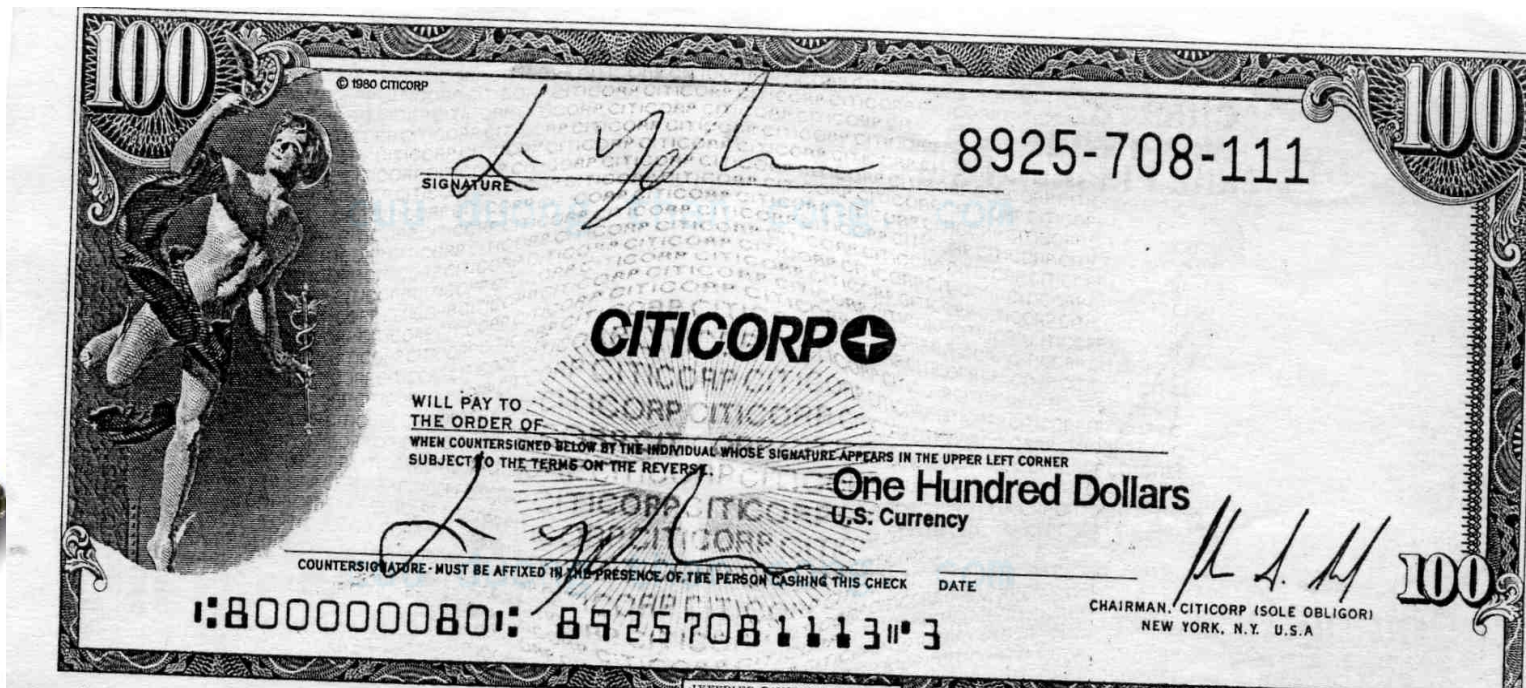 100
100
© 1980 CITICORP
8925-708-111
SIGNATURE
CITICORP
WILL PAY TO
THE ORDER OF
WHEN COUNTERSIGNED BELOW BY THE INDIVIDUAL WHOSE SIGNATURE APPEARS IN THE UPPER LEFT CORNER
SUBJECT TO THE TERMS ON THE REVERSE.
One Hundred Dollars
U.S. Currency
COUNTERSIGNATURE - MUST BE AFFIXED IN THE PRESENCE OF THE PERSON CASHING THIS CHECK DATE
100
CHAIRMAN, CITICORP (SOLE OBLIGOR)
NEW YORK, N.Y. U.S.A
⑆800000080⑆ 89257081113⑈ 3